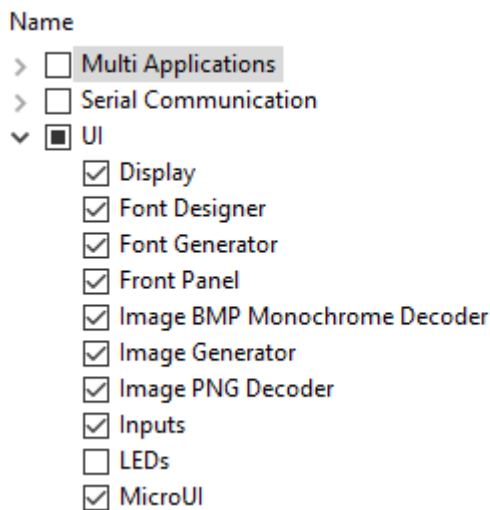 Name
Multi Applications
Serial Communication
UI
Display
Font Designer
Font Generator
Front Panel
Image BMP Monochrome Decoder
Image Generator
Image PNG Decoder
Inputs
LEDs
MicroUI